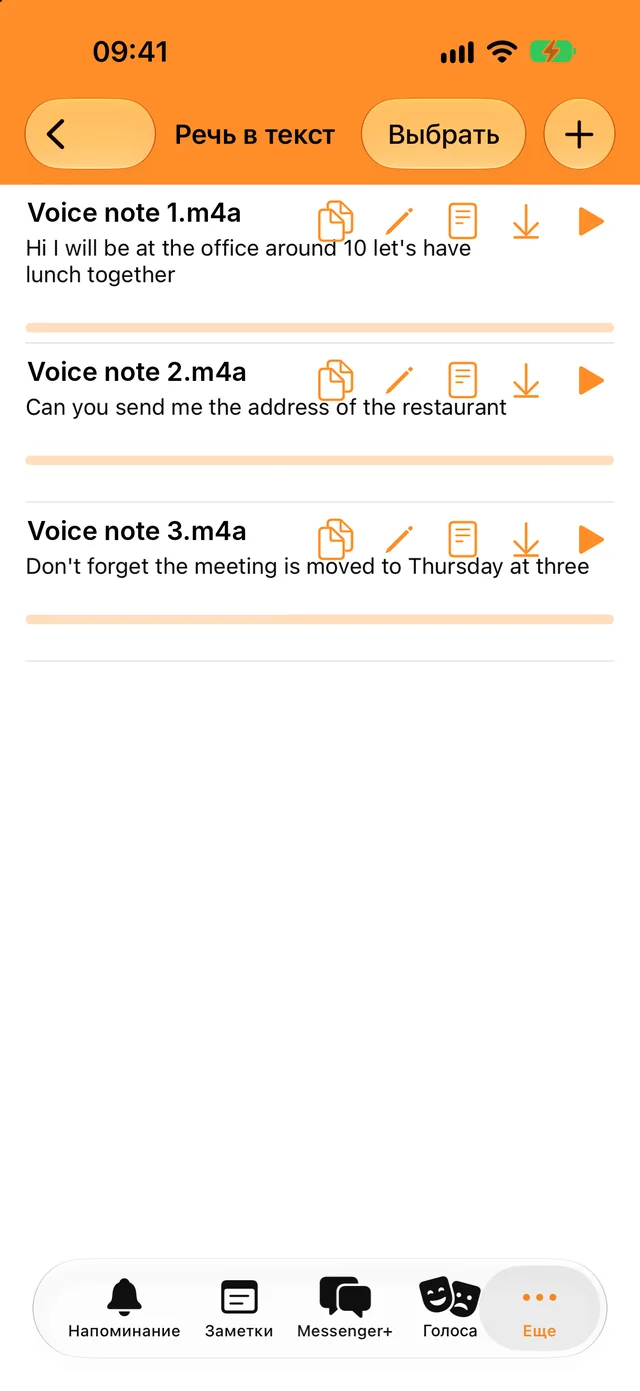 09:41
Речь в текст
Выбрать
Voice note 1.m4a
Hi I will be at the office around 10 let's have
lunch together
Voice note 2.m4a
Can you send me the address of the restaurant
Voice note 3.m4a
Don't forget the meeting is moved to Thursday at three
Напоминание
Заметки
Messenger+
Голоса
Еще